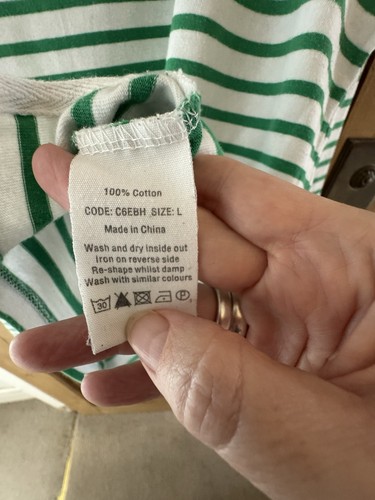 100% Cotton
CODE: C6EBH SIZE: L
Made in China
Wash and dry inside out
Iron on reverse side
Re-shape whilst damp
Wash with similar colours
30 P